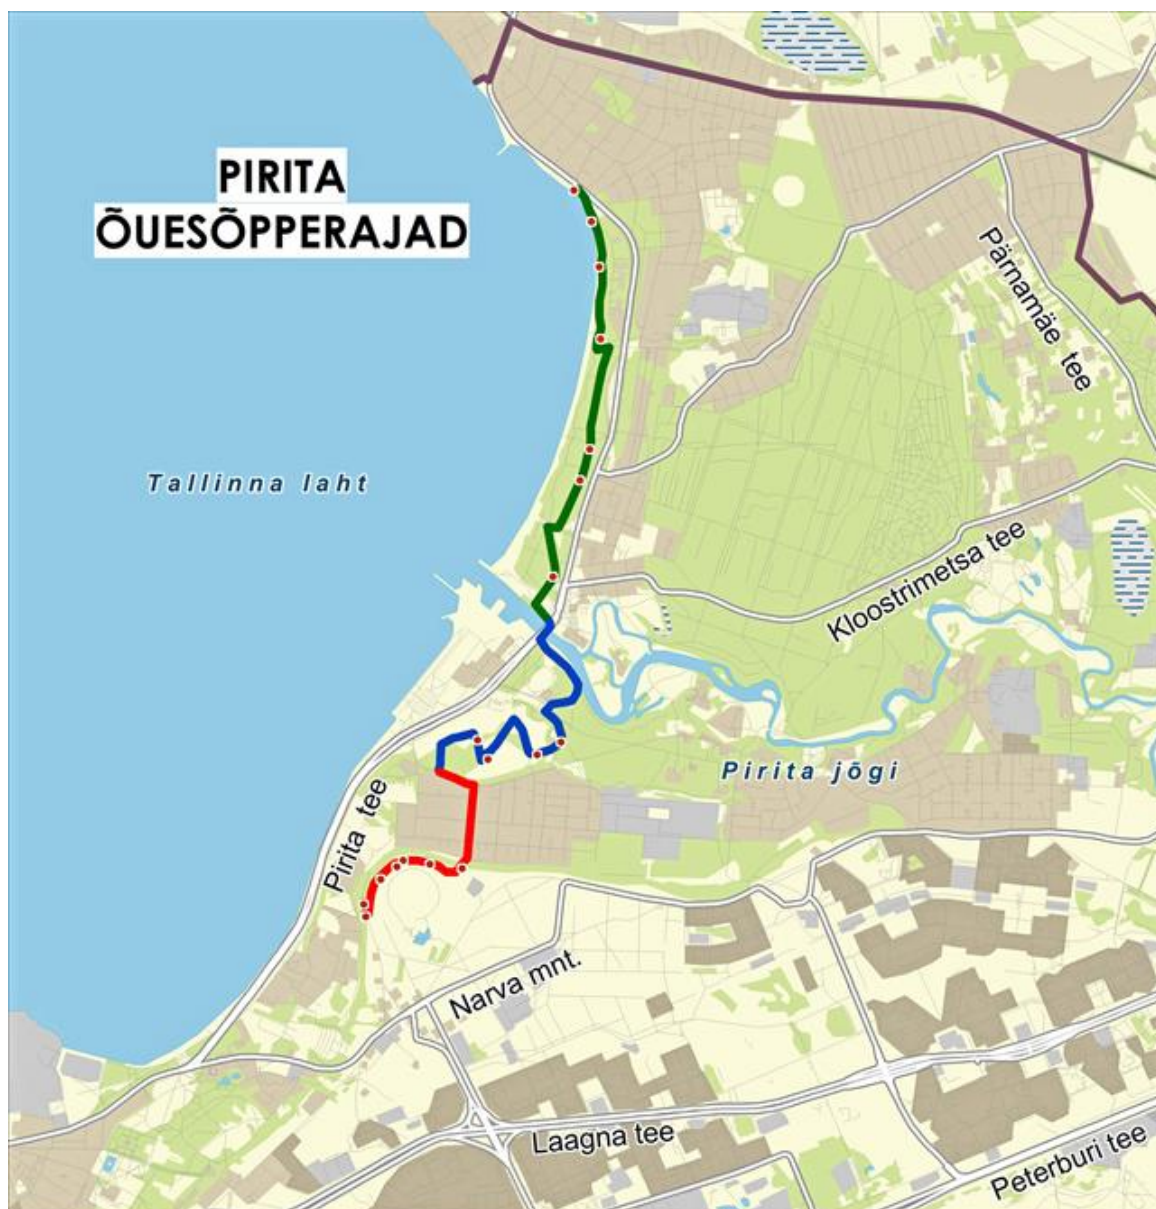 PIRITA
ÕUESÕPPERAJAD
Pärnamäe tee
Tallinna laht
Kloostrimetsa tee
Pirita jõgi
Pirita tee
Narva mnt.
Laagna tee
Peterburi tee